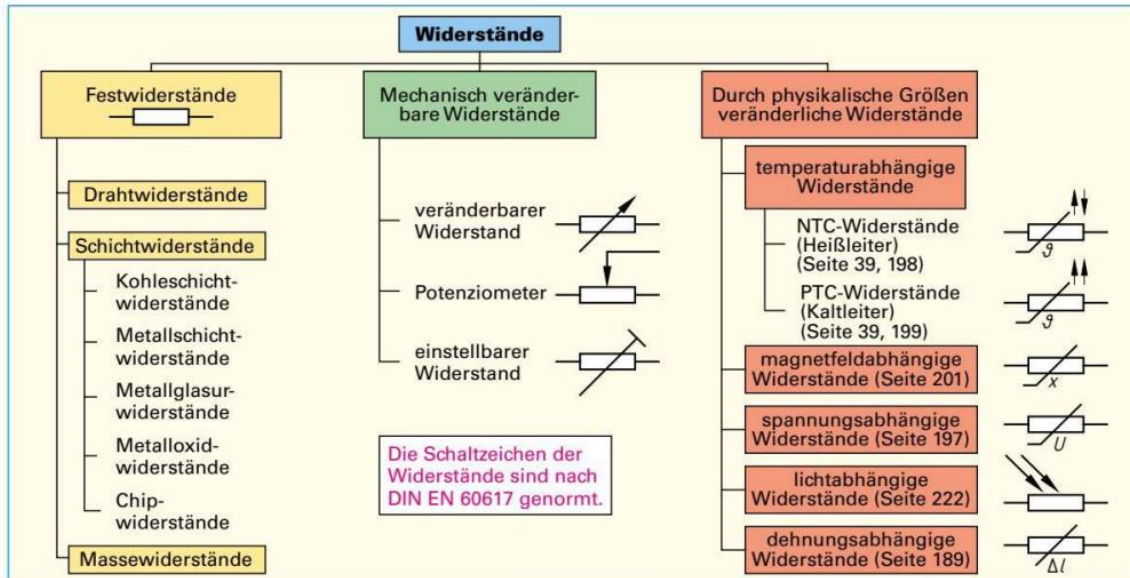 Widerstände
Festwiderstände
Drahtwiderstände
Schichtwiderstände
Kohleschicht-
widerstände
Metallschicht-
widerstände
Metallglasur-
widerstände
Metalloxid-
widerstände
Chip-
widerstände
Massewiderstände
Mechanisch veränder-
bare Widerstände
veränderbarer
Widerstand
Potenziometer
einstellbarer
Widerstand
Die Schaltzeichen der
Widerstände sind nach
DIN EN 60617 genormt.
Durch physikalische Größen
veränderliche Widerstände
temperaturabhängige
Widerstände
NTC-Widerstände
(Heißleiter)
(Seite 39, 198)
ϑ
PTC-Widerstände
(Kaltleiter)
(Seite 39, 199)
ϑ
magnetfeldabhängige
Widerstände (Seite 201)
x
spannungsabhängige
Widerstände (Seite 197)
U
lichtabhängige
Widerstände (Seite 222)
dehnungsabhängige
Widerstände (Seite 189)
Δl